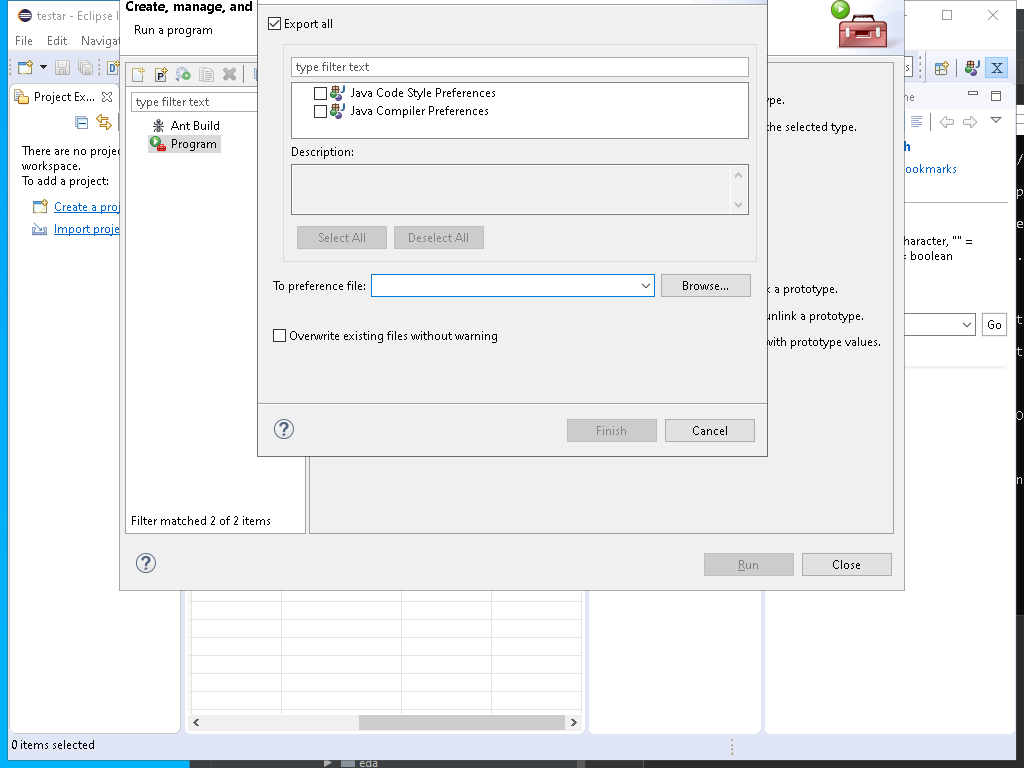 testar - Eclipse I
File Edit Navigat
Project Ex...
There are no projec
workspace.
To add a project:
Create a proj
Import proje
0 items selected
Create, manage, and
Run a program
type filter text
Ant Build
Program
Filter matched 2 of 2 items
Export all
type filter text
Java Code Style Preferences
Java Compiler Preferences
Description:
Select All
Deselect All
To preference file:
Browse...
Overwrite existing files without warning
Finish
Cancel
ype.
the selected type.
k a prototype.
unlink a prototype.
with prototype values.
Run
Close
ne
h
ookmarks
haracter, "" =
= boolean
Go
eda